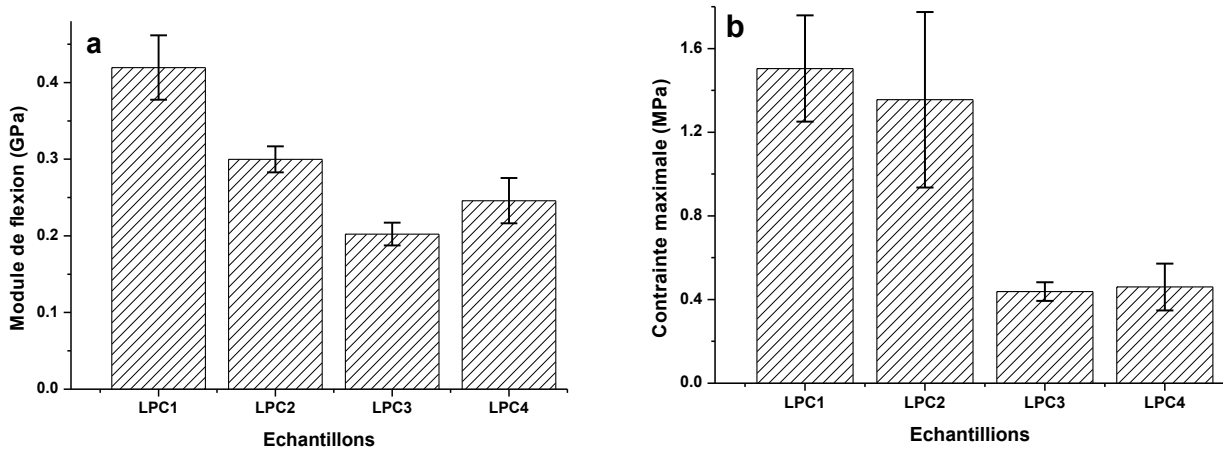 a
Module de flexion (GPa)
0.4
0.3
0.2
0.1
0.0
LPC1 LPC2 LPC3 LPC4
Echantillons
b
Contrainte maximale (MPa)
1.6
1.2
0.8
0.4
0.0
LPC1 LPC2 LPC3 LPC4
Echantillions